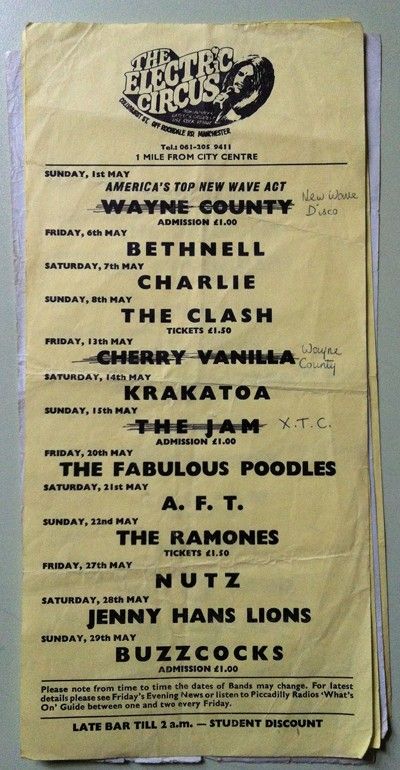 THE
ELECTRIC
CIRCUS
COLLYHURST ST. OFF ROCHDALE RD. MANCHESTER
Tel.: 061-205 9411
1 MILE FROM CITY CENTRE
SUNDAY, 1st MAY
AMERICA'S TOP NEW WAVE ACT
WAYNE COUNTY New Wave
Disco
ADMISSION £1.00
FRIDAY, 6th MAY
BETHNELL
SATURDAY, 7th MAY
CHARLIE
SUNDAY, 8th MAY
THE CLASH
TICKETS £1.50
FRIDAY, 13th MAY
CHERRY VANILLA Wayne
County
SATURDAY, 14th MAY
KRAKATOA
SUNDAY, 15th MAY
THE JAM X.T.C.
ADMISSION £1.00
FRIDAY, 20th MAY
THE FABULOUS POODLES
SATURDAY, 21st MAY
A. F. T.
SUNDAY, 22nd MAY
THE RAMONES
TICKETS £1.50
FRIDAY, 27th MAY
NUTZ
SATURDAY, 28th MAY
JENNY HANS LIONS
SUNDAY, 29th MAY
BUZZCOCKS
ADMISSION £1.00
Please note from time to time the dates of Bands may change. For latest
details please see Friday's Evening News or listen to Piccadilly Radios 'What's
On' Guide between one and two every Friday.
LATE BAR TILL 2 a.m. — STUDENT DISCOUNT